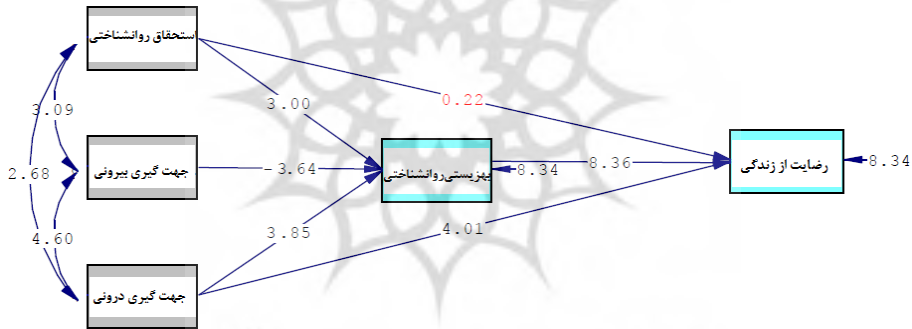 استحقاق روانشناختی
3.09
2.68
جهت گیری بیرونی
4.60
جهت گیری درونی
3.00
-3.64
3.85
0.22
بهزیستی روانشناختی
8.34
8.36
4.01
رضایت از زندگی
8.34